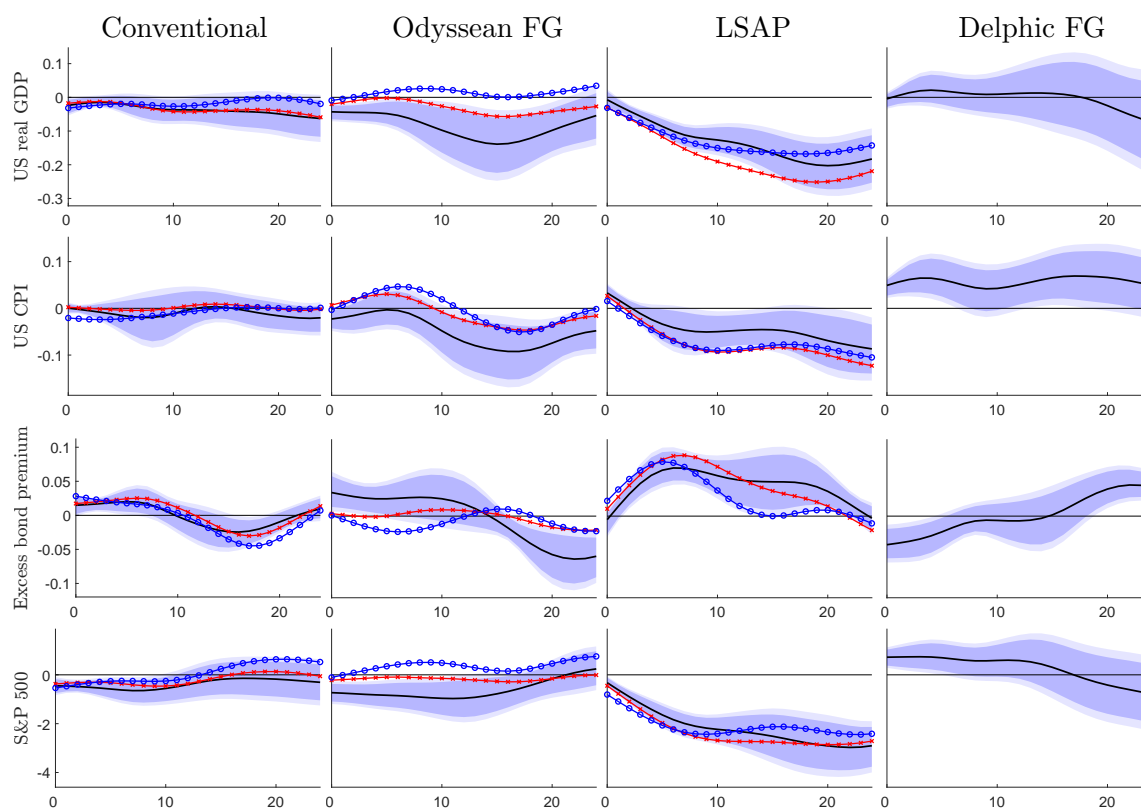 Conventional Odyssean FG LSAP Delphic FG
US real GDP
0.1
0
-0.1
-0.2
-0.3
0 10 20 0 10 20 0 10 20 0 10 20
US CPI
0.1
0
-0.1
0 10 20 0 10 20 0 10 20 0 10 20
Excess bond premium
0.1
0.05
0
-0.05
-0.1
0 10 20 0 10 20 0 10 20 0 10 20
S&P 500
0
-2
-4
0 10 20 0 10 20 0 10 20 0 10 20